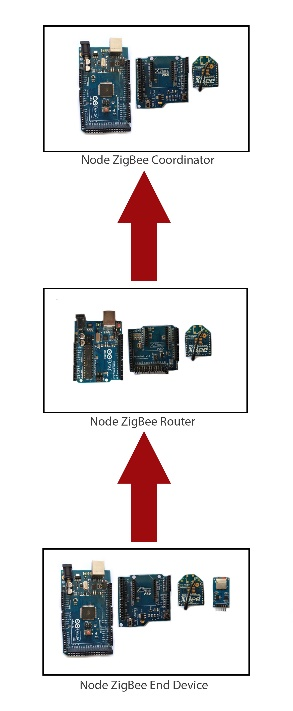 Node ZigBee Coordinator
Node ZigBee Router
Node ZigBee End Device